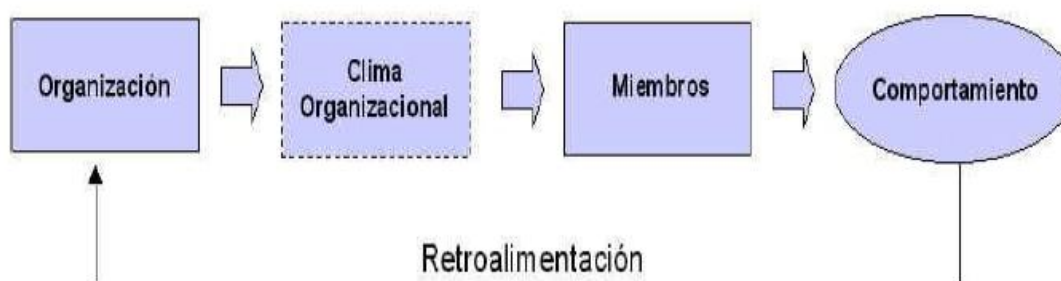 Organización
Clima
Organizacional
Miembros
Comportamiento
Retroalimentación